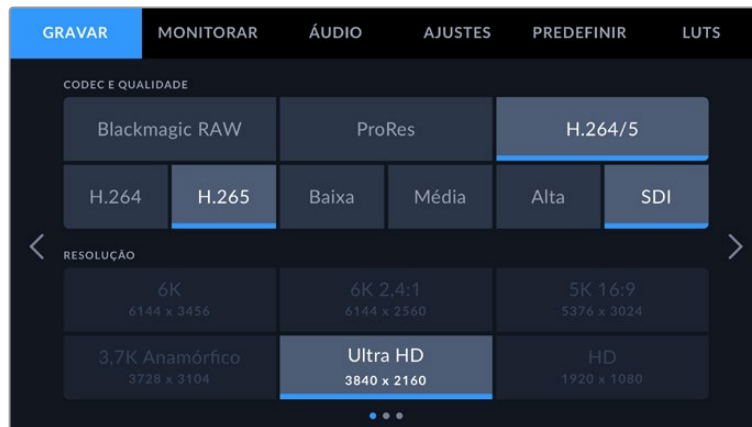 GRAVAR MONITORAR ÁUDIO AJUSTES PREDEFINIR LUTS
CODEC E QUALIDADE
Blackmagic RAW ProRes H.264/5
H.264 H.265 Baixa Média Alta SDI
RESOLUÇÃO
6K 6K 2,4:1 5K 16:9
6144 x 3456 6144 x 2560 5376 x 3024
3,7K Anamórfico Ultra HD HD
3728 x 3104 3840 x 2160 1920 x 1080